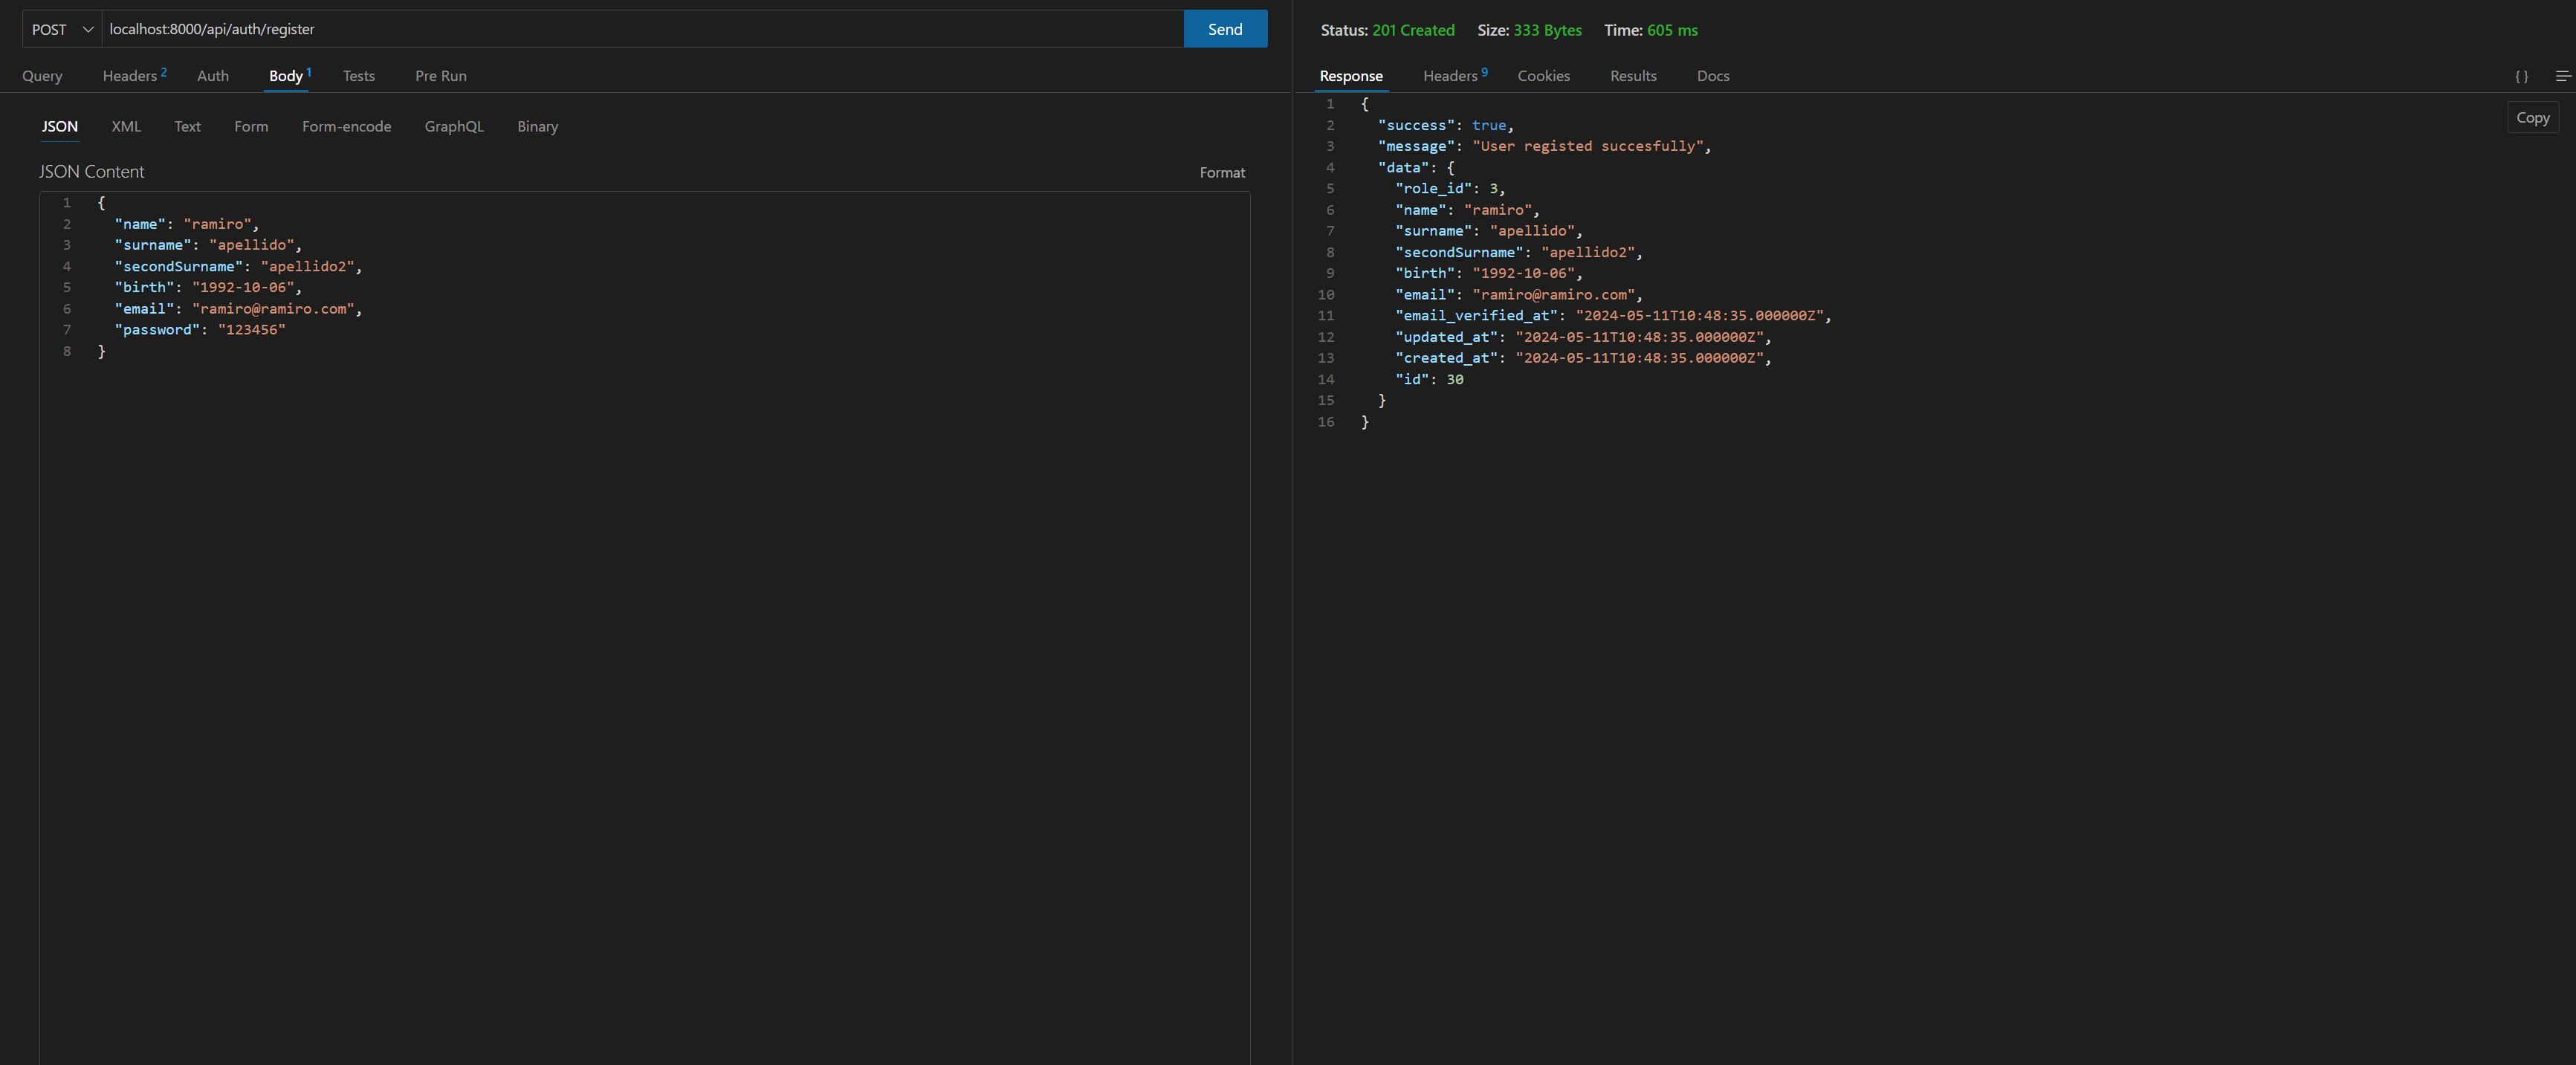 POST localhost:8000/api/auth/register Send
Query Headers 2 Auth Body 1 Tests Pre Run
JSON XML Text Form Form-encode GraphQL Binary
JSON Content Format
1 {
2 "name": "ramiro",
3 "surname": "apellido",
4 "secondSurname": "apellido2",
5 "birth": "1992-10-06",
6 "email": "ramiro@ramiro.com",
7 "password": "123456"
8 }
Status: 201 Created Size: 333 Bytes Time: 605 ms
Response Headers 9 Cookies Results Docs { }
Copy
1 {
2 "success": true,
3 "message": "User registed succesfully",
4 "data": {
5 "role_id": 3,
6 "name": "ramiro",
7 "surname": "apellido",
8 "secondSurname": "apellido2",
9 "birth": "1992-10-06",
10 "email": "ramiro@ramiro.com",
11 "email_verified_at": "2024-05-11T10:48:35.000000Z",
12 "updated_at": "2024-05-11T10:48:35.000000Z",
13 "created_at": "2024-05-11T10:48:35.000000Z",
14 "id": 30
15 }
16 }